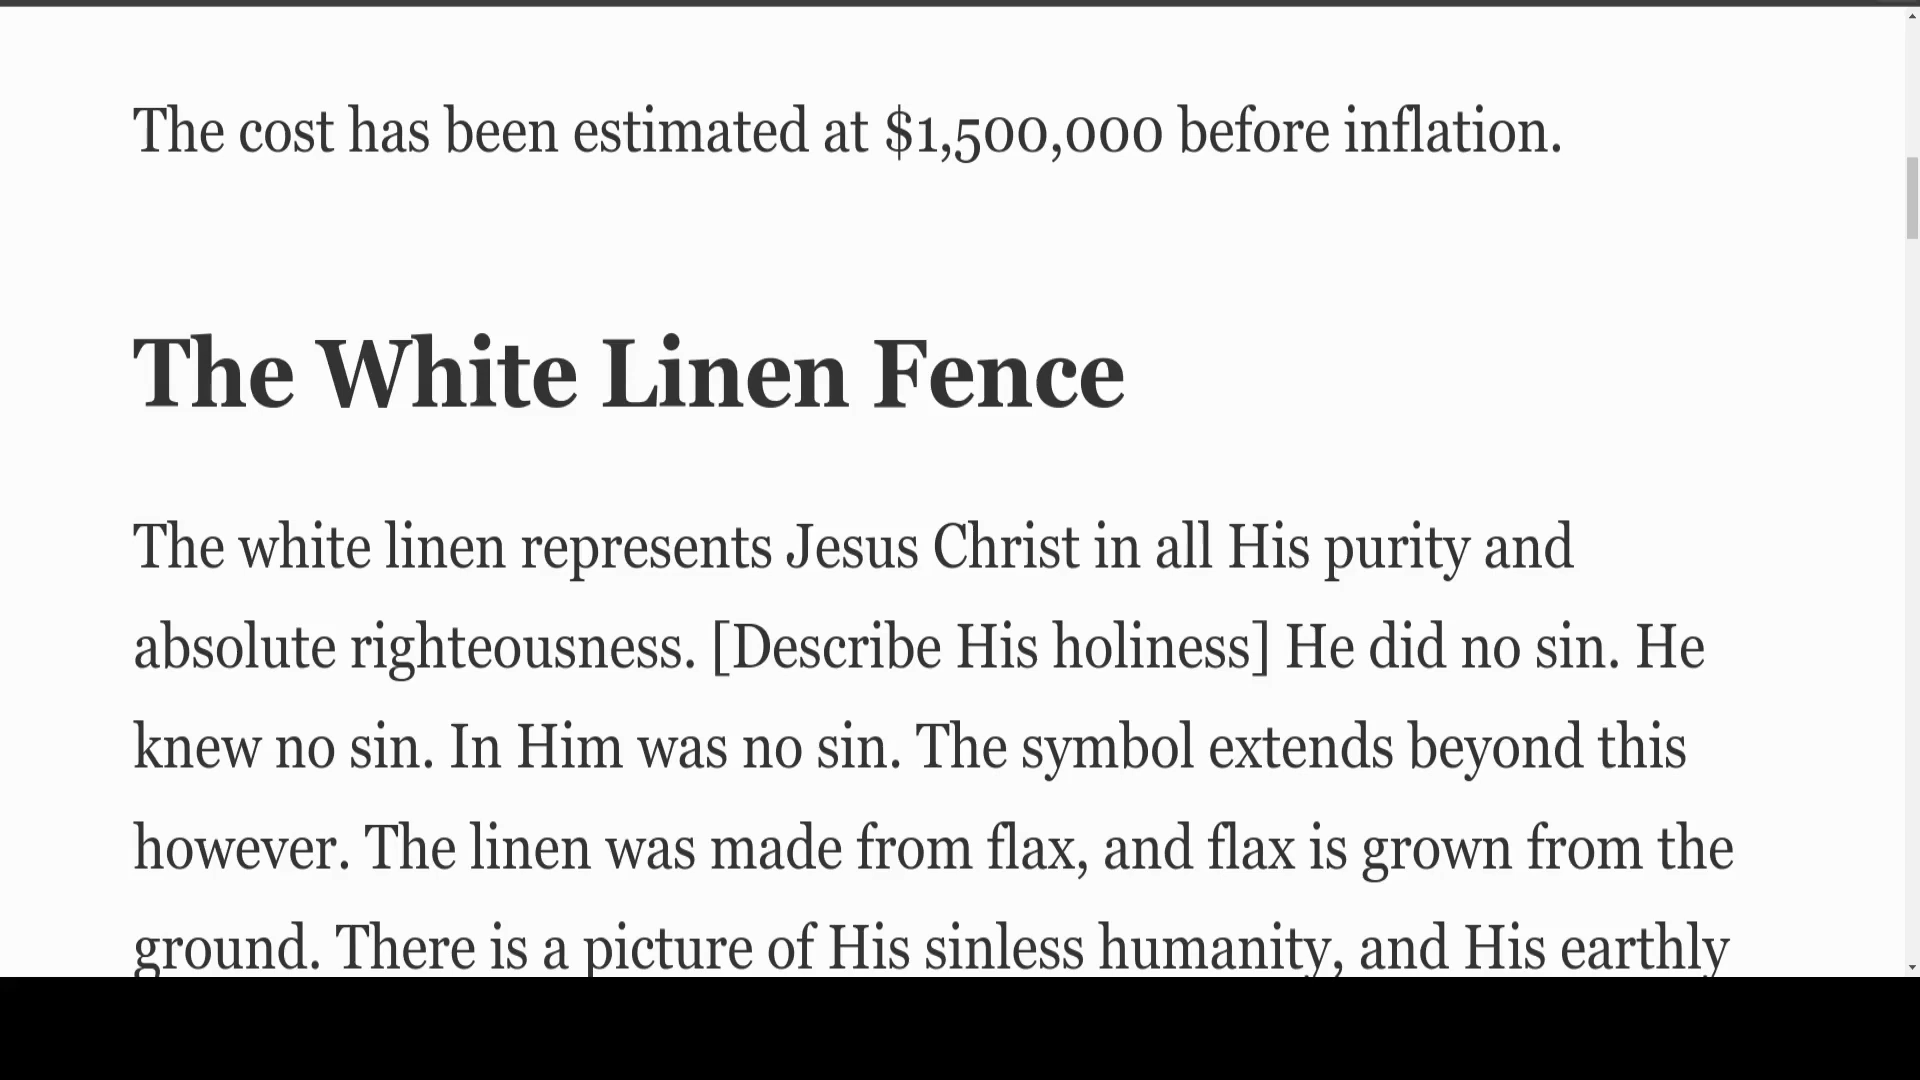 The cost has been estimated at $1,500,000 before inflation.
The White Linen Fence
The white linen represents Jesus Christ in all His purity and
absolute righteousness. [Describe His holiness] He did no sin. He
knew no sin. In Him was no sin. The symbol extends beyond this
however. The linen was made from flax, and flax is grown from the
ground. There is a picture of His sinless humanity, and His earthly